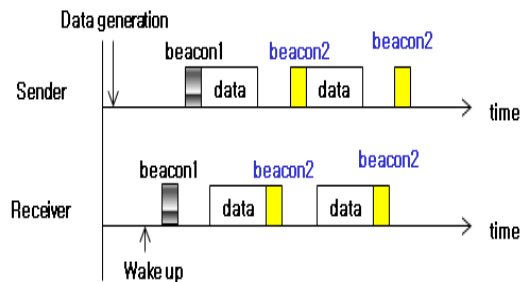 Data generation
beacon1
beacon2
beacon2
Sender
data
data
time
beacon1
beacon2
beacon2
Receiver
data
data
time
Wake up